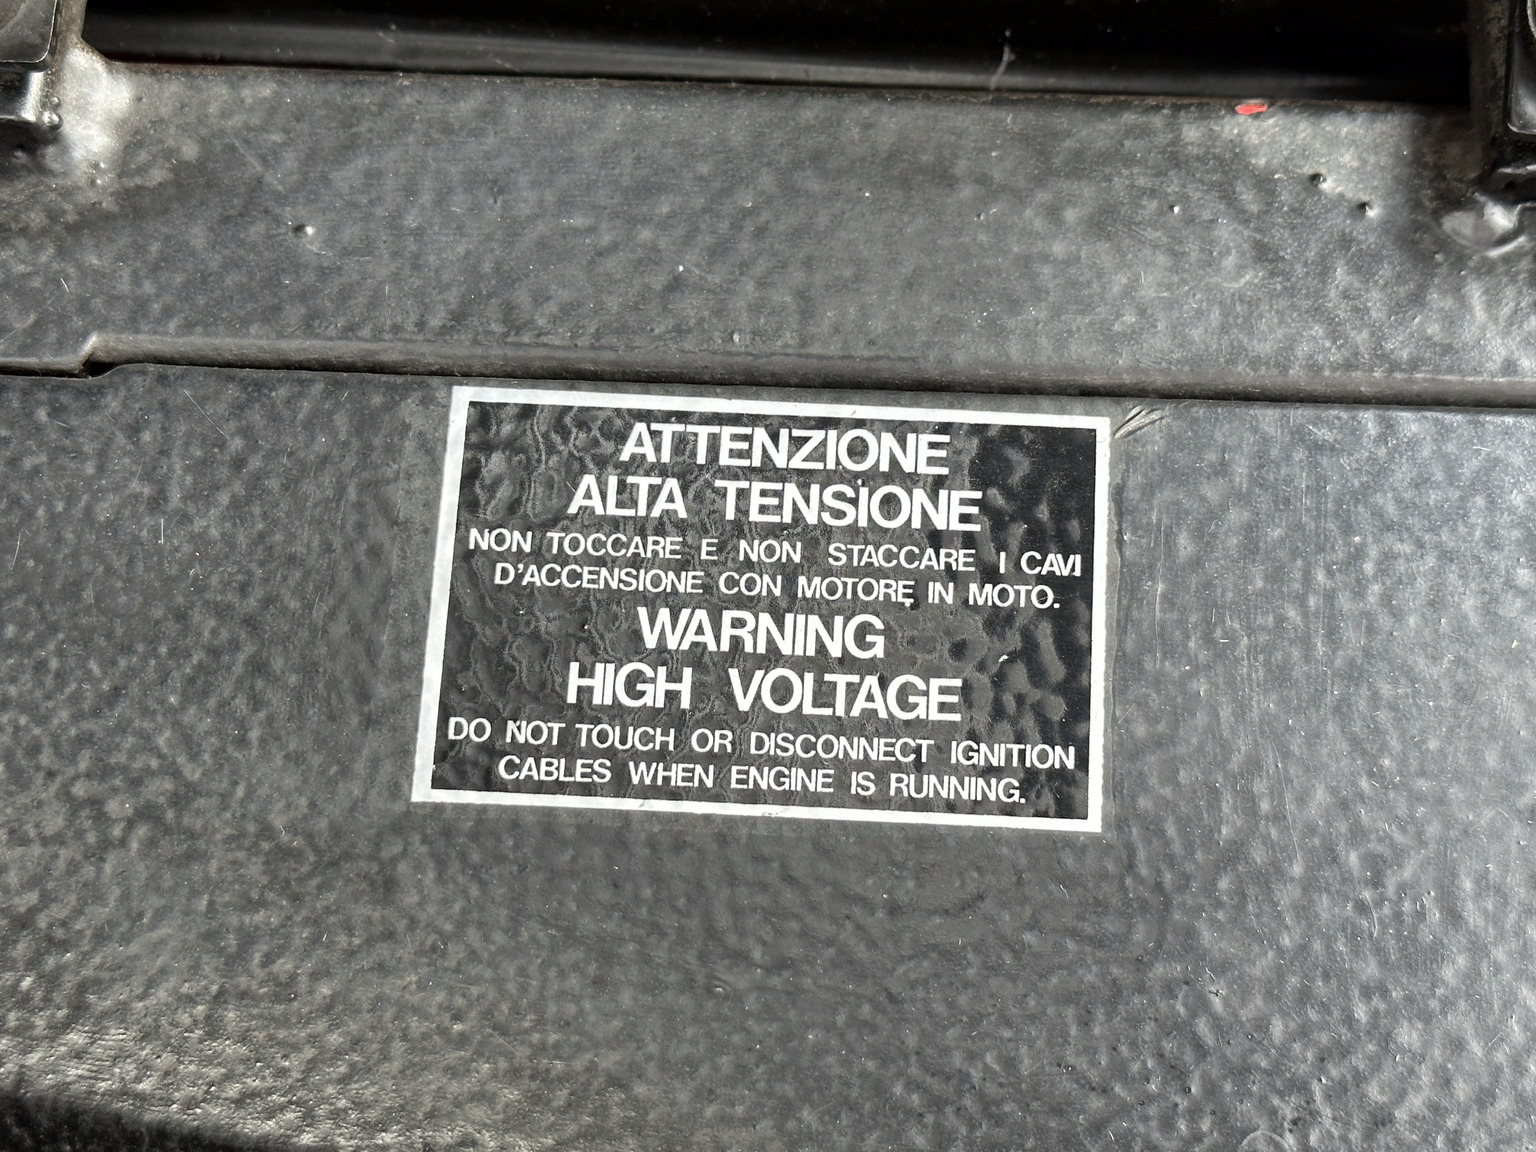 ATTENZIONE
ALTA TENSIONE
NON TOCCARE E NON STACCARE I CAVI
D'ACCENSIONE CON MOTORE IN MOTO.
WARNING
HIGH VOLTAGE
DO NOT TOUCH OR DISCONNECT IGNITION
CABLES WHEN ENGINE IS RUNNING.